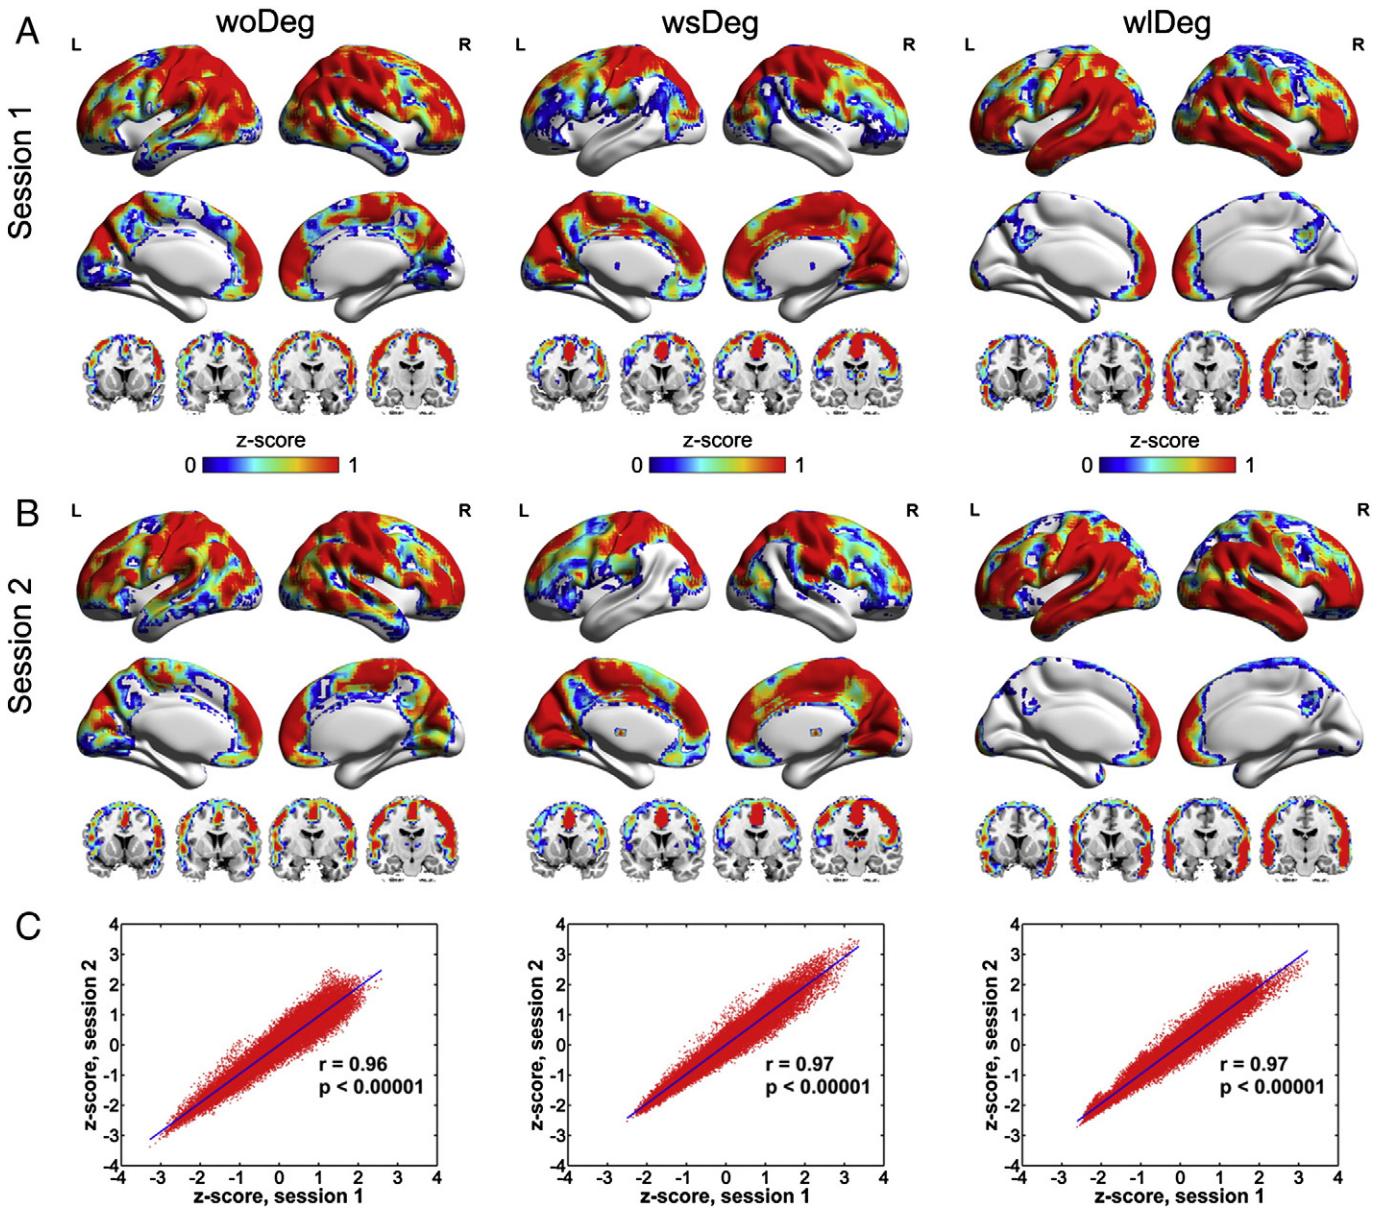 A
woDeg
wsDeg
wlDeg
L
R
L
R
L
R
Session 1
z-score
0
1
z-score
0
1
z-score
0
1
B
L
R
L
R
L
R
Session 2
C
4
3
2
1
0
-1
-2
-3
-4
z-score, session 2
r = 0.96
p < 0.00001
-4 -3 -2 -1 0 1 2 3 4
z-score, session 1
4
3
2
1
0
-1
-2
-3
-4
z-score, session 2
r = 0.97
p < 0.00001
-4 -3 -2 -1 0 1 2 3 4
z-score, session 1
4
3
2
1
0
-1
-2
-3
-4
z-score, session 2
r = 0.97
p < 0.00001
-4 -3 -2 -1 0 1 2 3 4
z-score, session 1